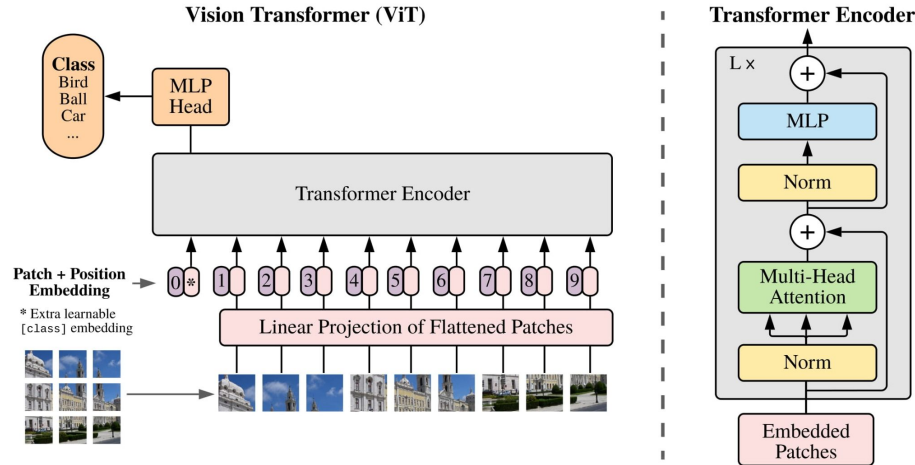 Vision Transformer (ViT)
Class
Bird
Ball
Car
...
MLP
Head
Transformer Encoder
Patch + Position
Embedding
0 * 1 2 3 4 5 6 7 8 9
* Extra learnable
[class] embedding
Linear Projection of Flattened Patches
Transformer Encoder
L ×
+
MLP
Norm
+
Multi-Head
Attention
Norm
Embedded
Patches